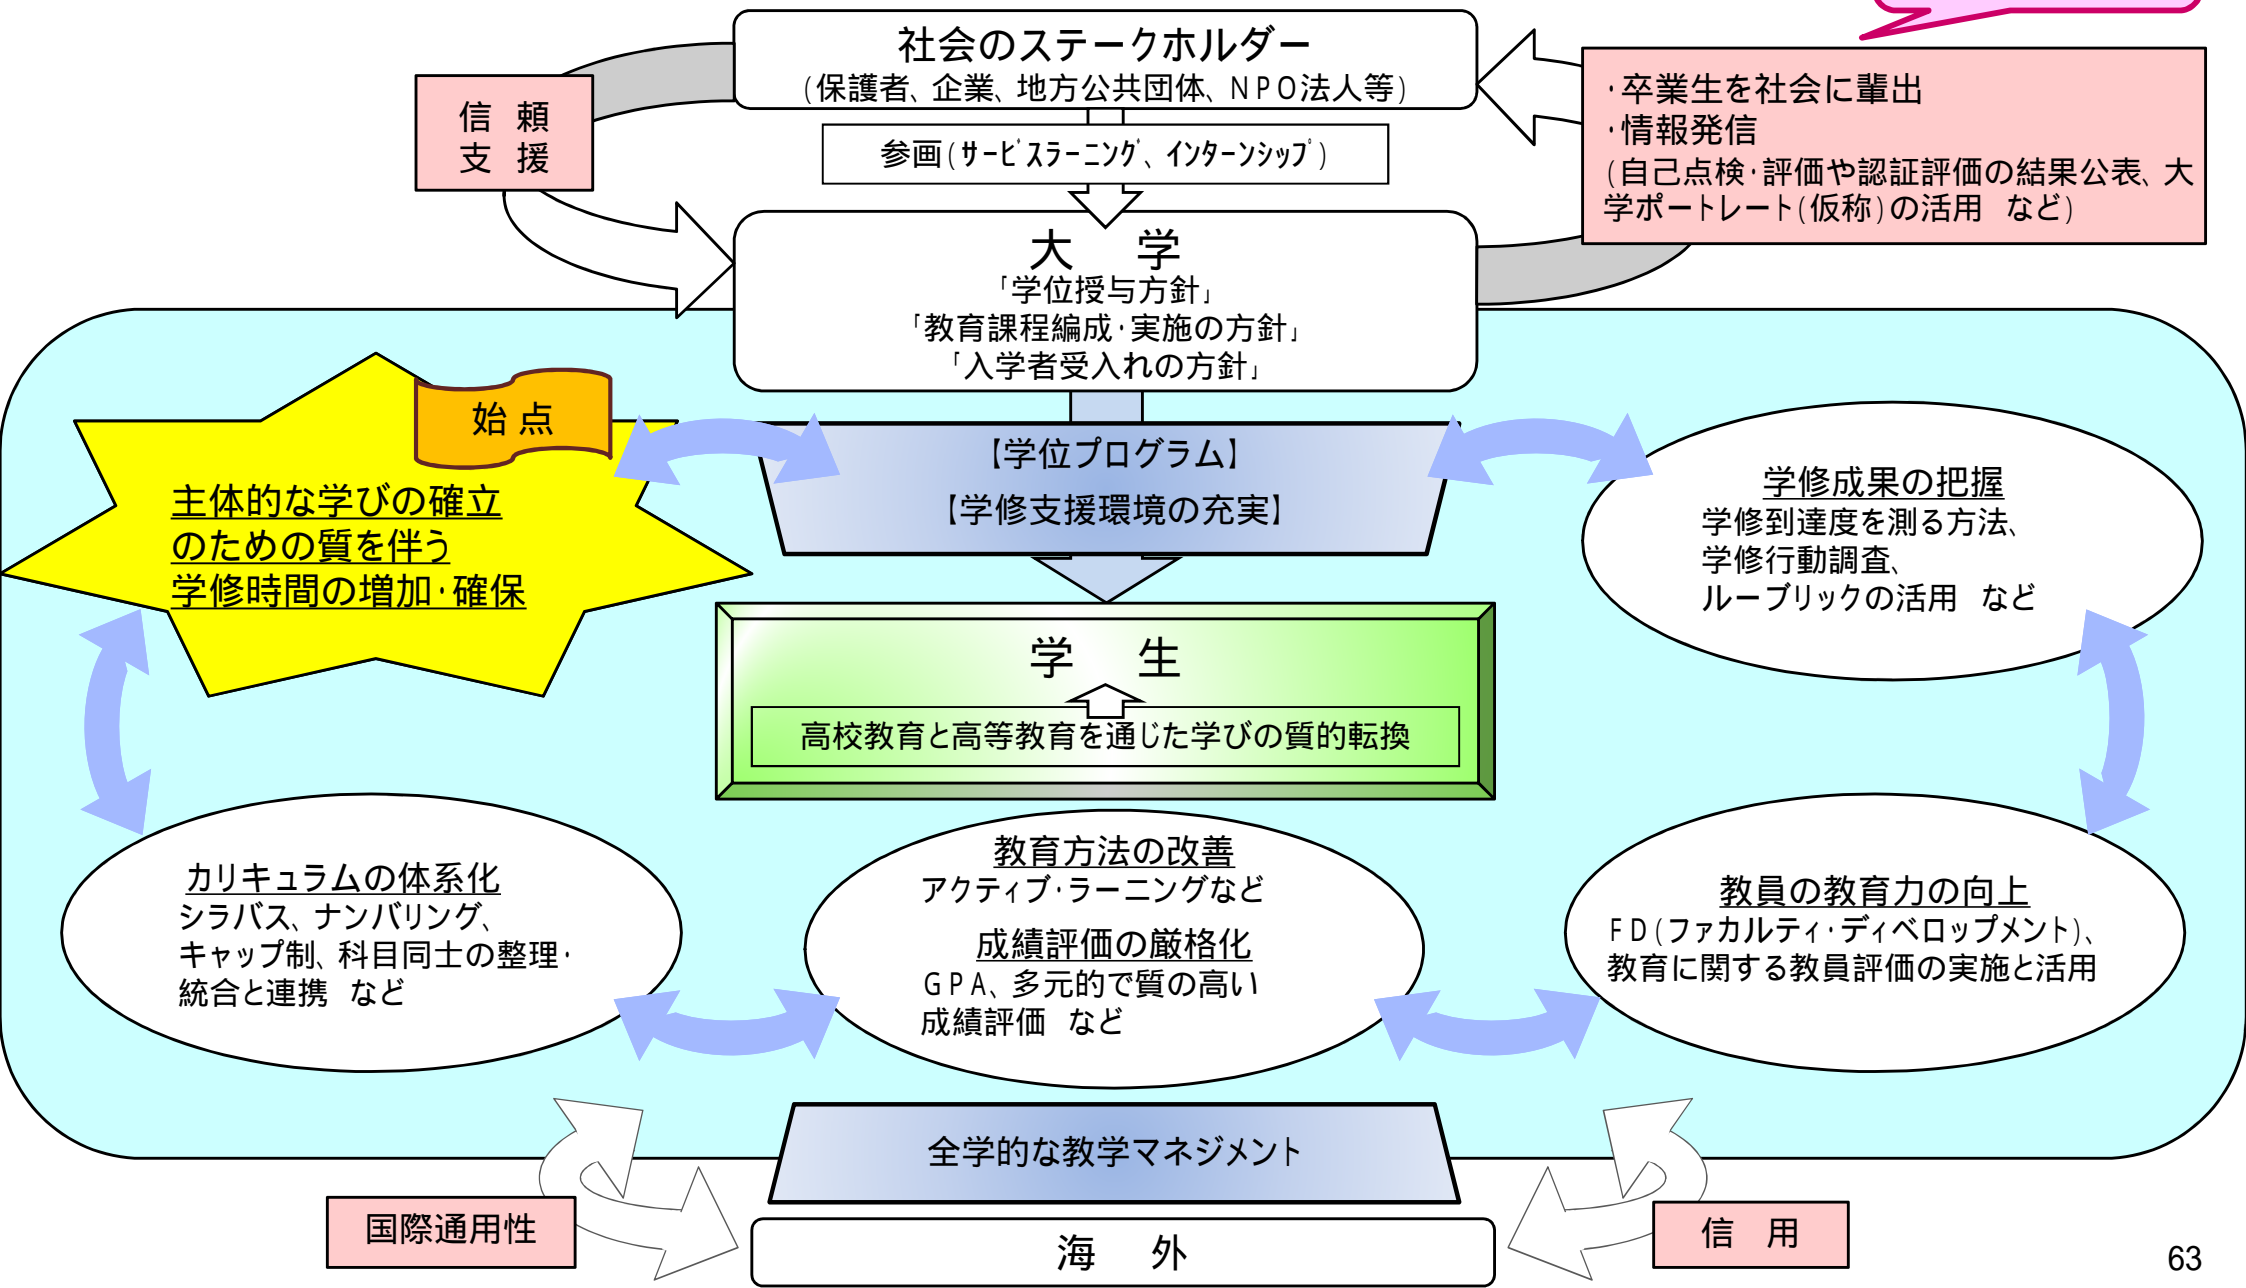 社会のステークホルダー
(保護者、企業、地方公共団体、NPO法人等)
信　頼
支　援
参画(ｻｰﾋﾞｽﾗｰﾆﾝｸﾞ、ｲﾝﾀｰﾝｼｯﾌﾟ)
・卒業生を社会に輩出
・情報発信
(自己点検・評価や認証評価の結果公表、大
学ポートレート(仮称)の活用　など)
大　学
「学位授与方針」
「教育課程編成・実施の方針」
「入学者受入れの方針」
始 点
主体的な学びの確立
のための質を伴う
学修時間の増加・確保
【学位プログラム】
【学修支援環境の充実】
学修成果の把握
学修到達度を測る方法、
学修行動調査、
ルーブリックの活用　など
学　生
高校教育と高等教育を通じた学びの質的転換
カリキュラムの体系化
シラバス、ナンバリング、
キャップ制、科目同士の整理・
統合と連携　など
教育方法の改善
アクティブ・ラーニングなど
成績評価の厳格化
GPA、多元的で質の高い
成績評価　など
教員の教育力の向上
FD(ファカルティ・ディベロップメント)、
教育に関する教員評価の実施と活用
全学的な教学マネジメント
国際通用性
海　外
信　用
63